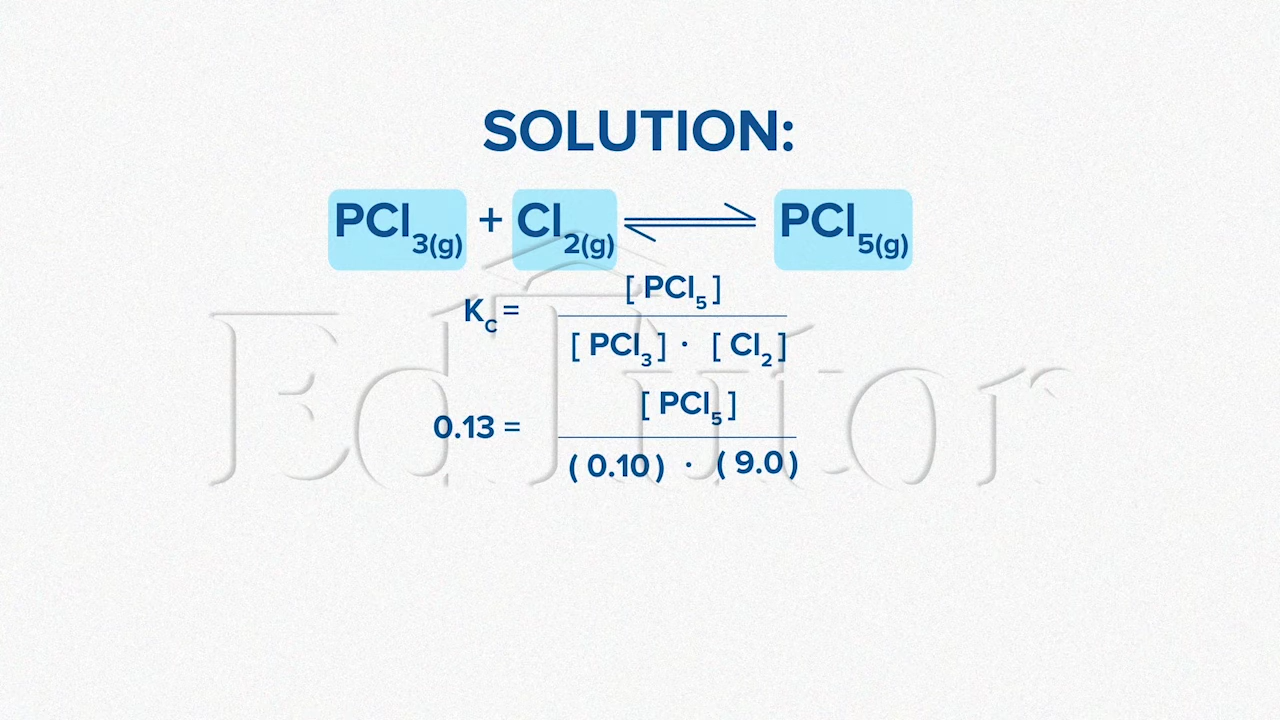 SOLUTION:
PCl3(g) + Cl2(g) ⇌ PCl5(g)
[ PCl5 ]
KC =
[ PCl3 ] · [ Cl2 ]
[ PCl5 ]
0.13 =
( 0.10 ) · ( 9.0 )
EdTutor